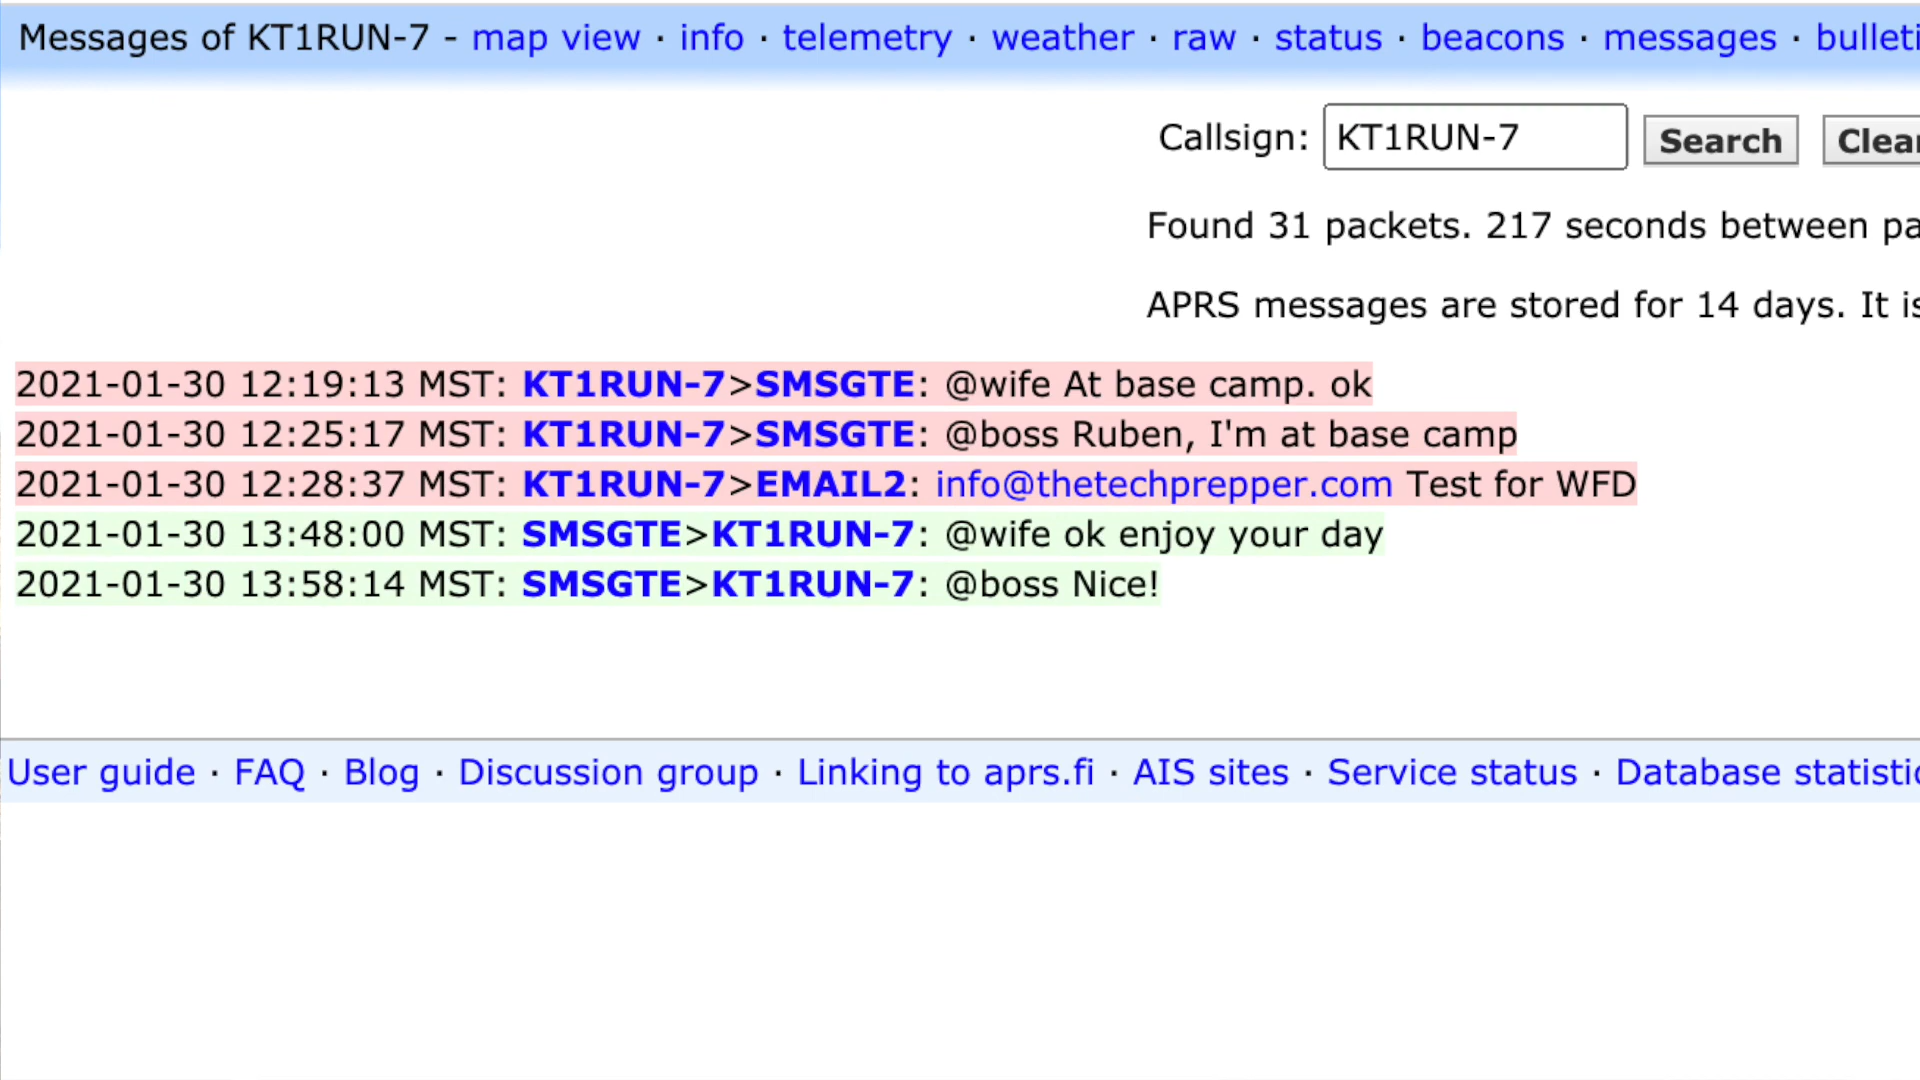 Messages of KT1RUN-7 - map view · info · telemetry · weather · raw · status · beacons · messages ·
Callsign: KT1RUN-7 Search
Found 31 packets. 217 seconds between
APRS messages are stored for 14 days. It
2021-01-30 12:19:13 MST: KT1RUN-7>SMSGTE: @wife At base camp. ok
2021-01-30 12:25:17 MST: KT1RUN-7>SMSGTE: @boss Ruben, I'm at base camp
2021-01-30 12:28:37 MST: KT1RUN-7>EMAIL2: info@thetechprepper.com Test for WFD
2021-01-30 13:48:00 MST: SMSGTE>KT1RUN-7: @wife ok enjoy your day
2021-01-30 13:58:14 MST: SMSGTE>KT1RUN-7: @boss Nice!
User guide · FAQ · Blog · Discussion group · Linking to aprs.fi · AIS sites · Service status · Database